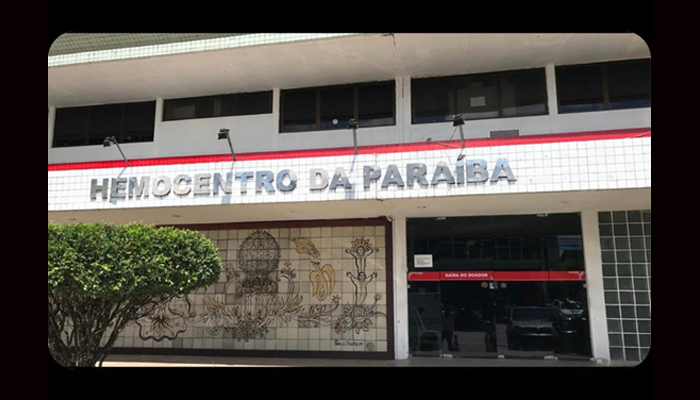 HEMOCENTRO DA PARAÍBA
SAÍDA DO DOADOR